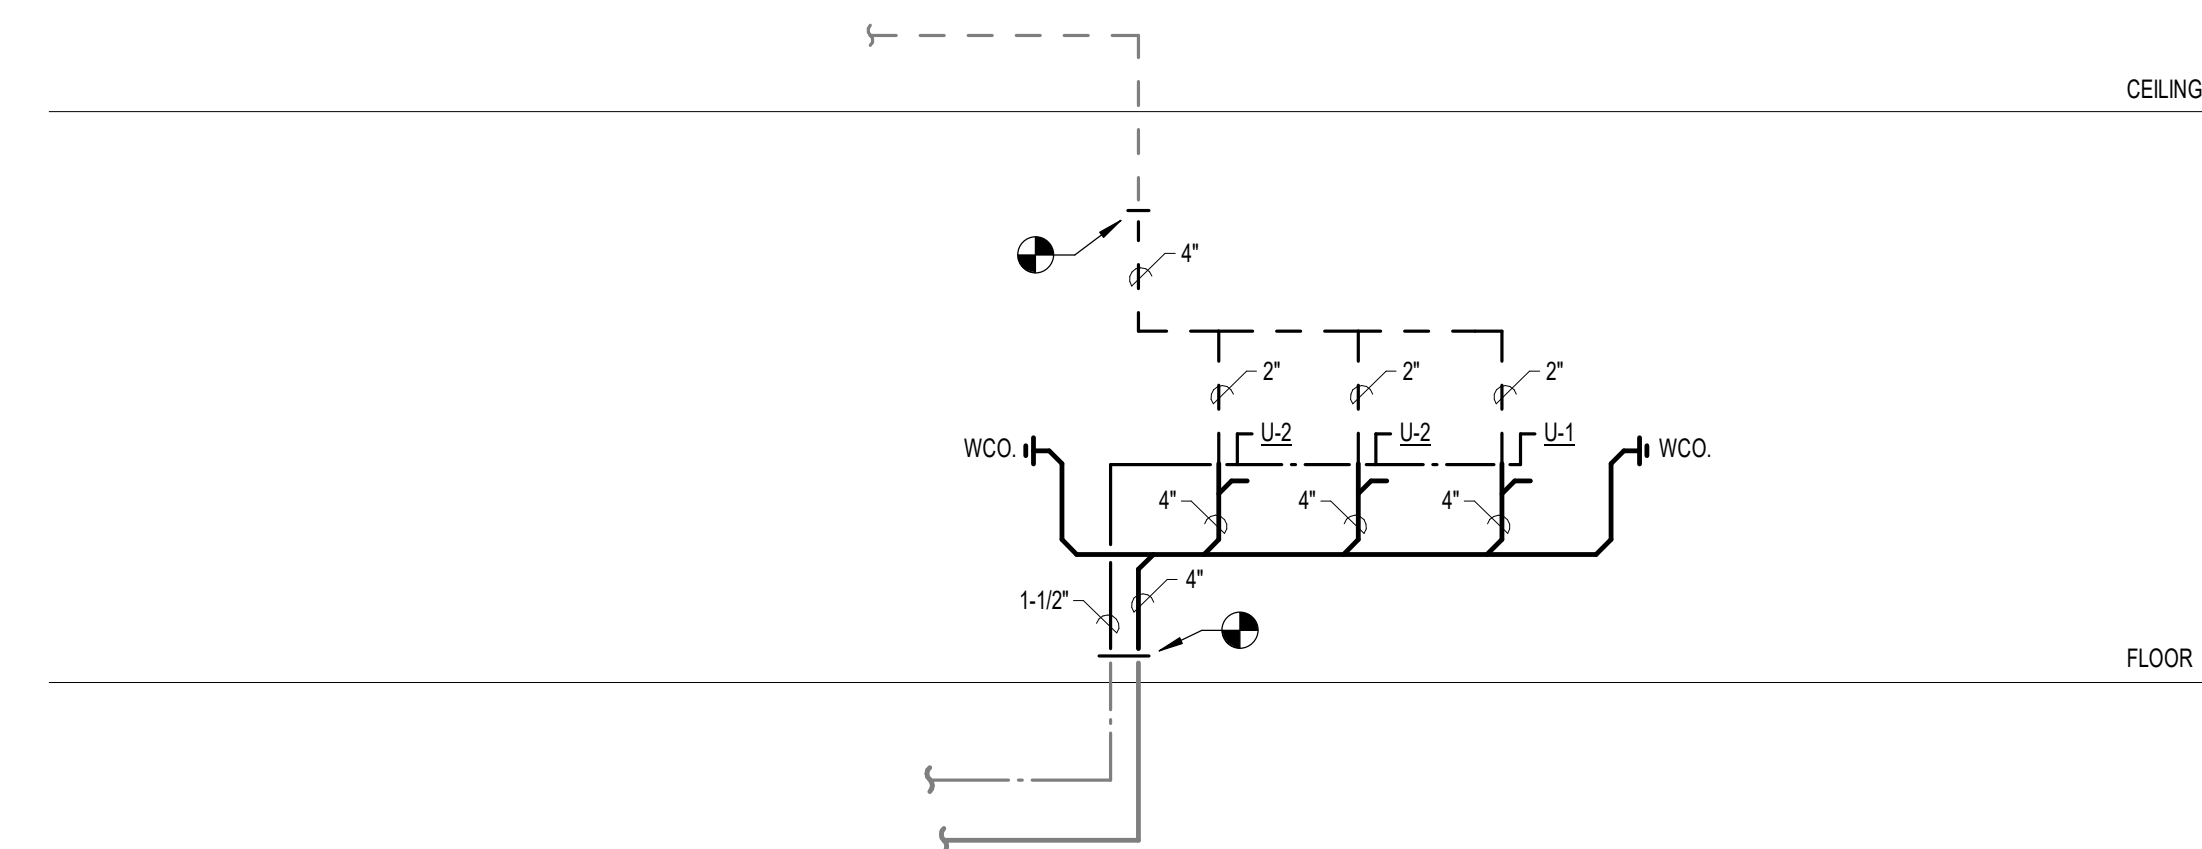 CEILING
4"
2" 2" 2"
U-2 U-2 U-1
WCO. WCO.
4" 4" 4"
4"
1-1/2"
FLOOR